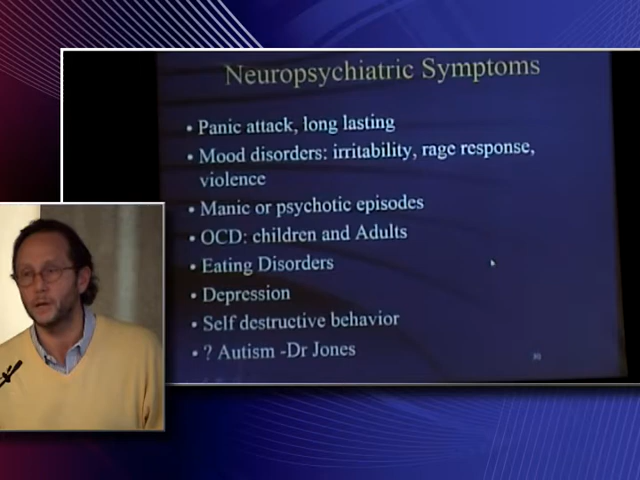 Neuropsychiatric Symptoms
• Panic attack, long lasting
• Mood disorders: irritability, rage response,
violence
• Manic or psychotic episodes
• OCD: children and Adults
• Eating Disorders
• Depression
• Self destructive behavior
• ? Autism -Dr Jones